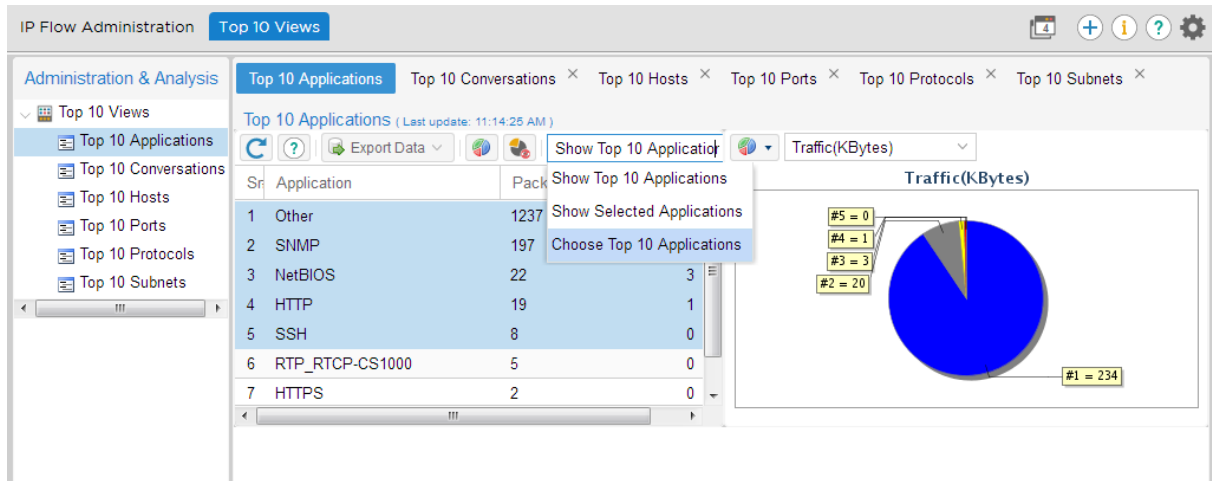 IP Flow Administration Top 10 Views
4
Administration & Analysis
Top 10 Views
Top 10 Applications
Top 10 Conversations
Top 10 Hosts
Top 10 Ports
Top 10 Protocols
Top 10 Subnets
Top 10 Applications Top 10 Conversations Top 10 Hosts Top 10 Ports Top 10 Protocols Top 10 Subnets
Top 10 Applications ( Last update: 11:14:25 AM )
Export Data Show Top 10 Applicatior Traffic(KBytes)
Show Top 10 Applications
Show Selected Applications
Choose Top 10 Applications
Sr Application Pack
1 Other 1237
2 SNMP 197
3 NetBIOS 22 3
4 HTTP 19 1
5 SSH 8 0
6 RTP_RTCP-CS1000 5 0
7 HTTPS 2 0
Traffic(KBytes)
#5 = 0
#4 = 1
#3 = 3
#2 = 20
#1 = 234